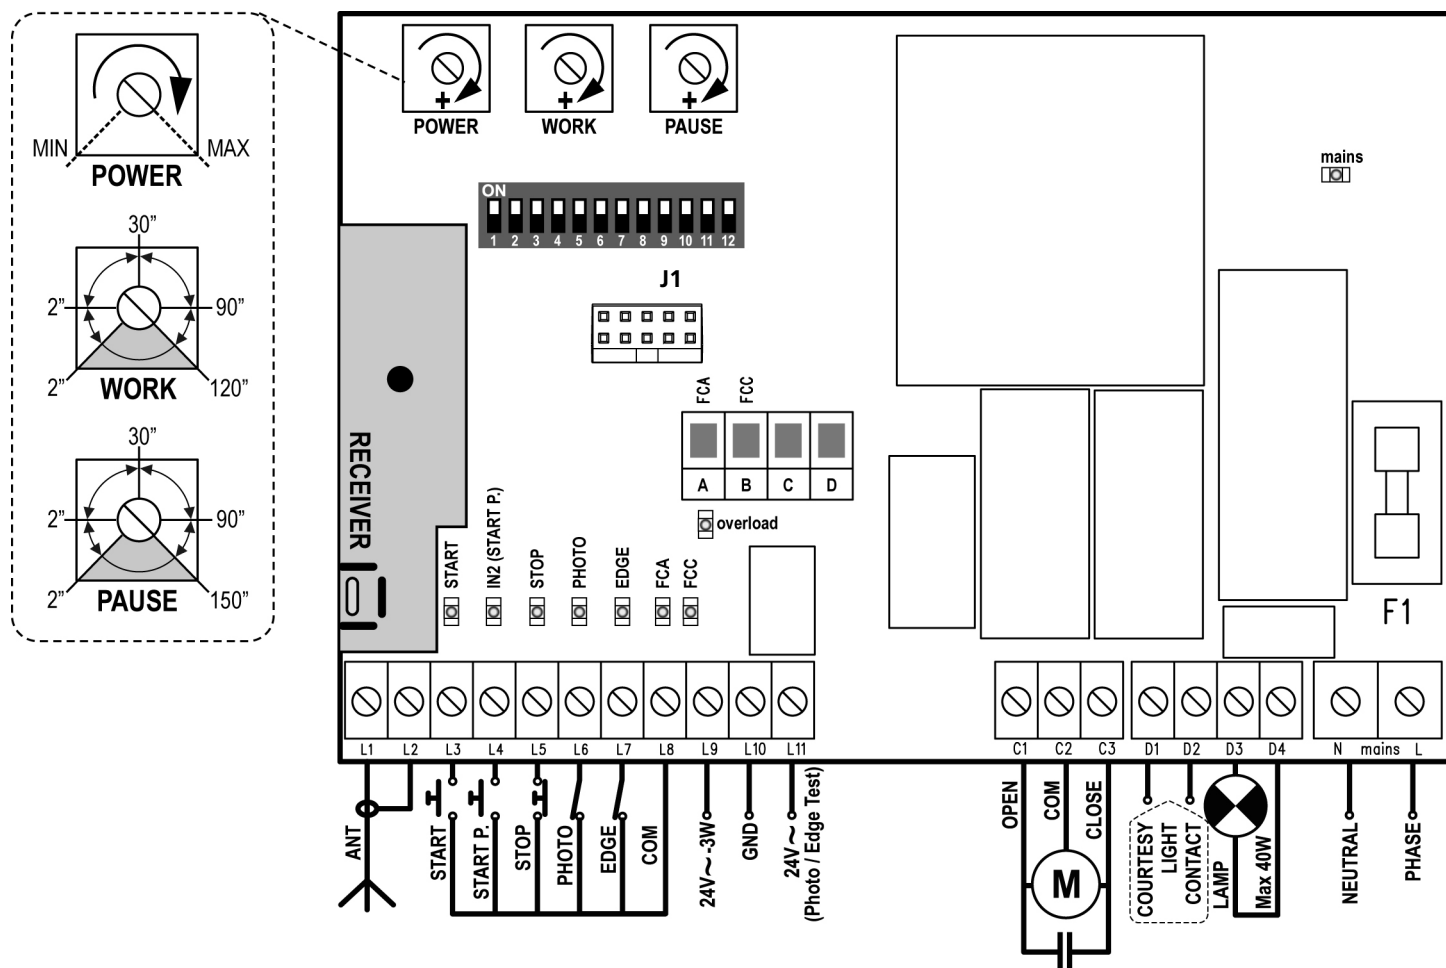 MIN
MAX
POWER
30”
2”
90”
2”
120”
WORK
30”
2”
90”
2”
150”
PAUSE
+
POWER
+
WORK
+
PAUSE
mains
ON
1 2 3 4 5 6 7 8 9 10 11 12
J1
FCA
FCC
A B C D
overload
RECEIVER
START
IN2 (START P.)
STOP
PHOTO
EDGE
FCA
FCC
F1
L1 L2 L3 L4 L5 L6 L7 L8 L9 L10 L11
C1 C2 C3
D1 D2 D3 D4
N mains L
ANT
START
START P.
STOP
PHOTO
EDGE
COM
24V~-3W
GND
24V~
(Photo / Edge Test)
OPEN
COM
CLOSE
M
COURTESY
LIGHT
CONTACT
LAMP
Max 40W
NEUTRAL
PHASE